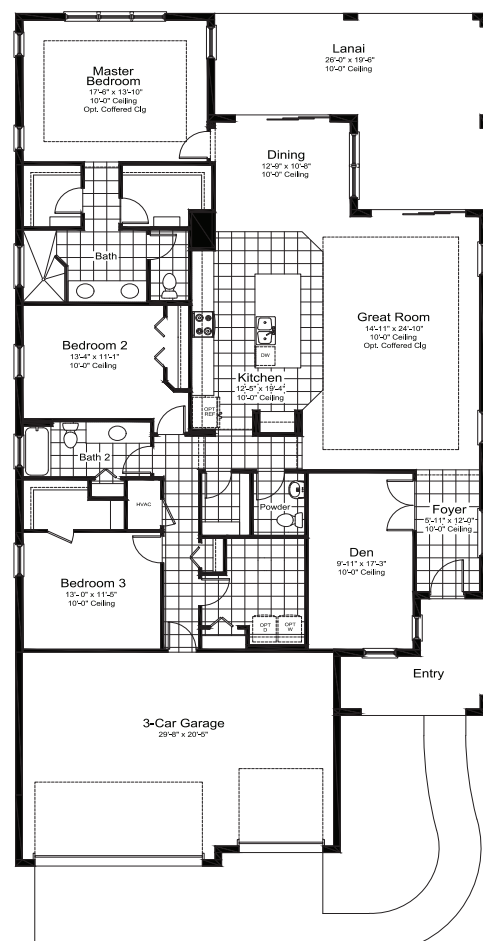 Lanai
26'-0" x 19'-6"
10'-0" Ceiling
Master
Bedroom
17'-6" x 13'-10"
10'-0" Ceiling
Opt. Coffered Clg
Dining
12'-9" x 10'-8"
10'-0" Ceiling
Bath
Great Room
14'-11" x 24'-10"
10'-0" Ceiling
Opt. Coffered Clg
Bedroom 2
13'-4" x 11'-1"
10'-0" Ceiling
DW
Kitchen
12'-5" x 19'-4"
10'-0" Ceiling
OPT
REF
Bath 2
HVAC
Powder
Foyer
5'-11" x 12'-0"
10'-0" Ceiling
Den
9'-11" x 17'-3"
10'-0" Ceiling
Bedroom 3
13'-0" x 11'-5"
10'-0" Ceiling
OPT
D
OPT
W
Entry
3-Car Garage
29'-8" x 20'-5"